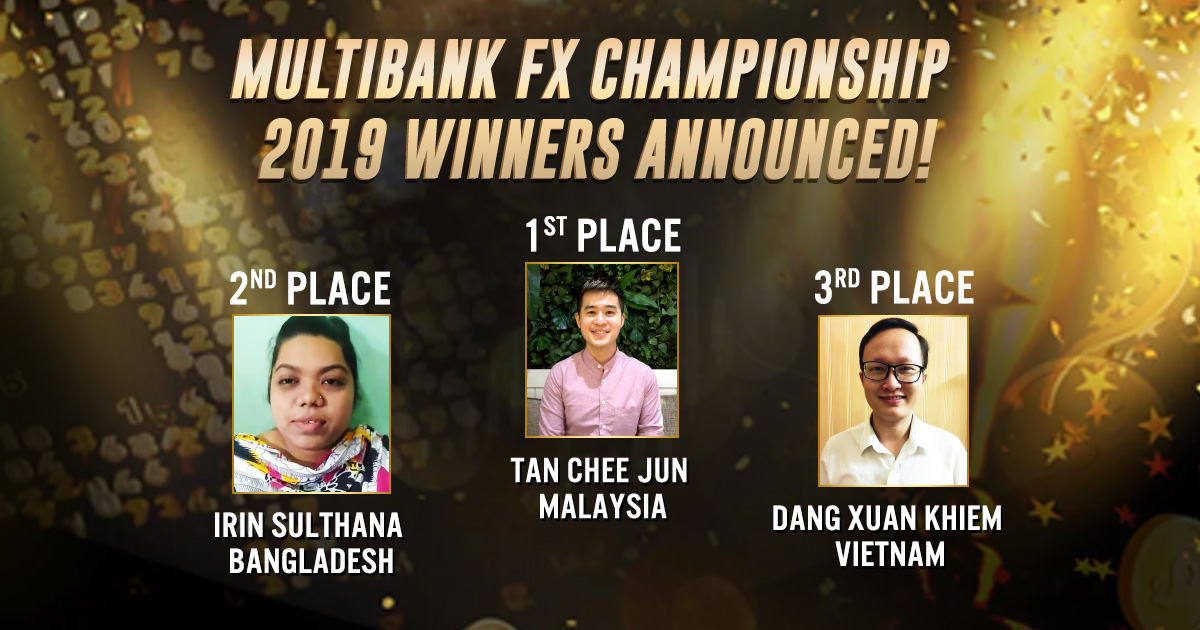 MULTIBANK FX CHAMPIONSHIP
2019 WINNERS ANNOUNCED!
1ST PLACE
TAN CHEE JUN
MALAYSIA
2ND PLACE
IRIN SULTHANA
BANGLADESH
3RD PLACE
DANG XUAN KHIEM
VIETNAM